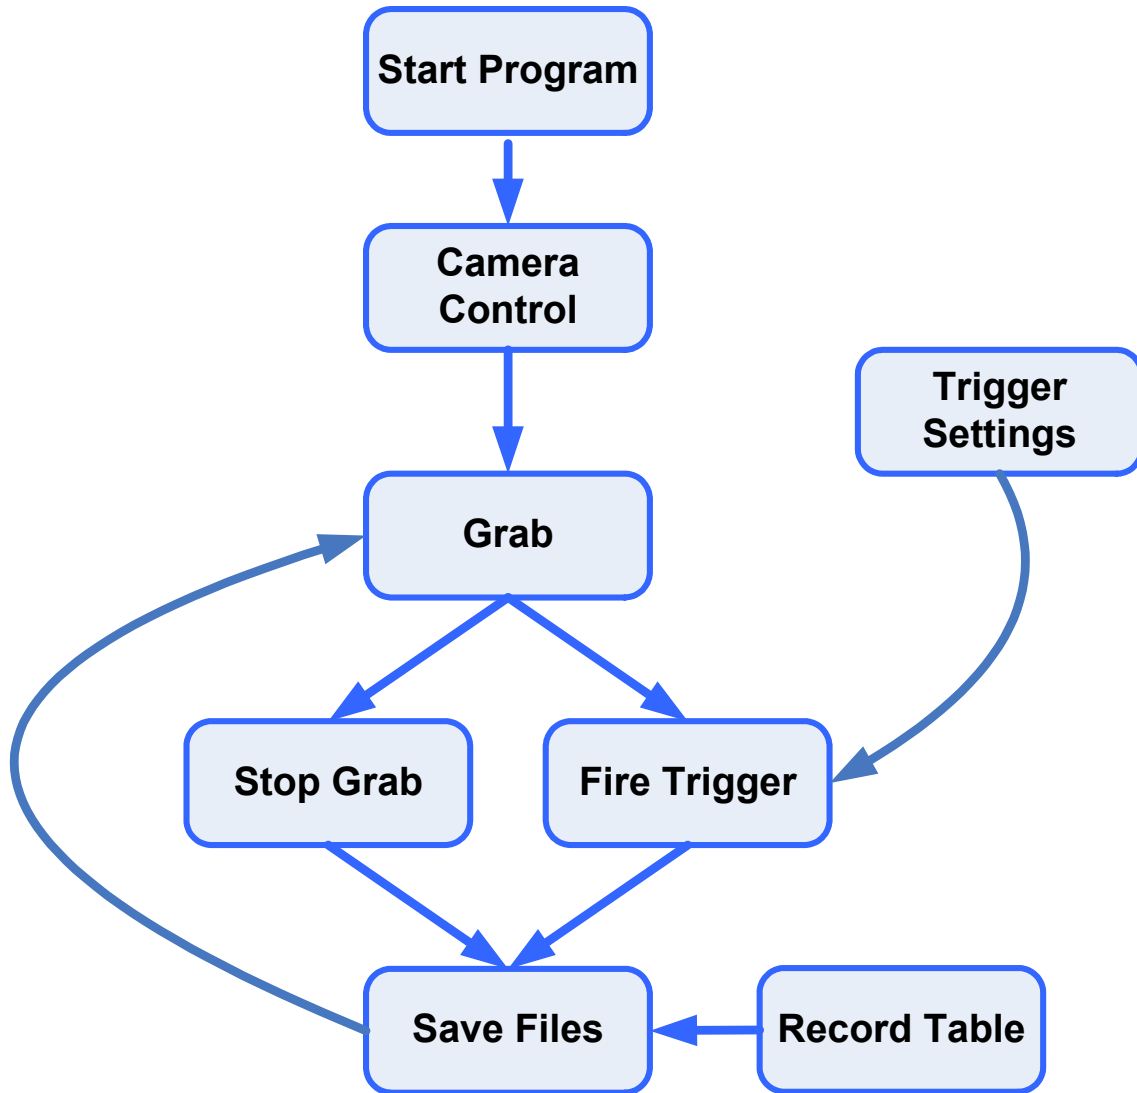 Start Program
Camera
Control
Trigger
Settings
Grab
Stop Grab
Fire Trigger
Save Files
Record Table